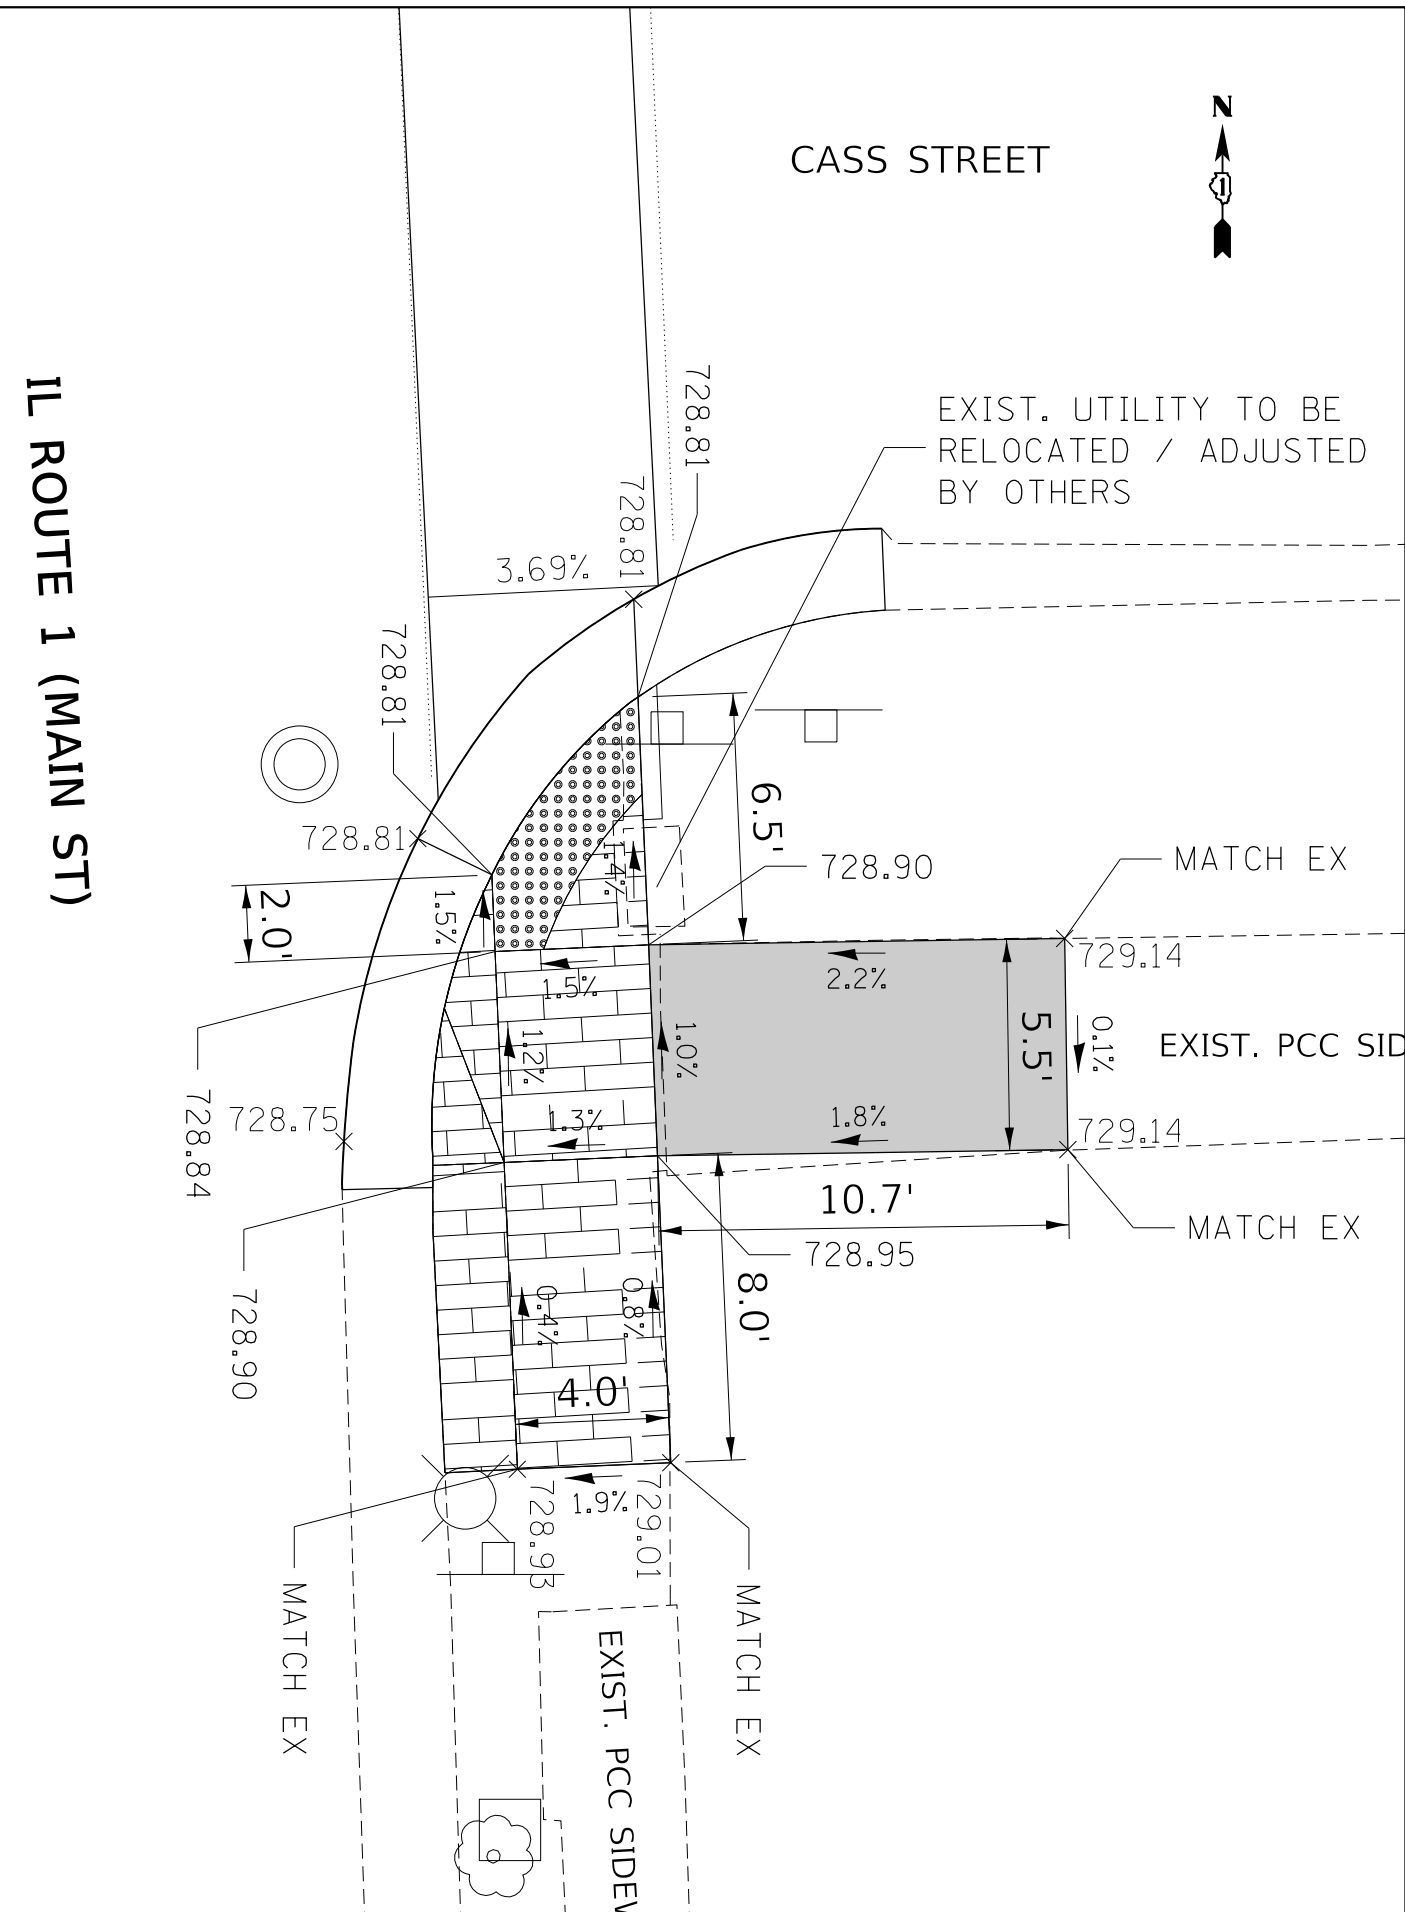 N
1
CASS STREET
IL ROUTE 1 (MAIN ST)
EXIST. UTILITY TO BE
RELOCATED / ADJUSTED
BY OTHERS
728.81
728.81
3.69%
728.81
728.81
6.5'
728.90
MATCH EX
2.0'
1.5%
1.4%
729.14
2.2%
1.5%
1.2%
1.0%
5.5'
0.1%
EXIST. PCC SID
728.84
728.75
1.3%
1.8%
729.14
10.7'
MATCH EX
728.95
728.90
0.4%
0.8%
8.0'
4.0'
1.9%
728.93
729.01
MATCH EX
MATCH EX
EXIST. PCC SIDEW